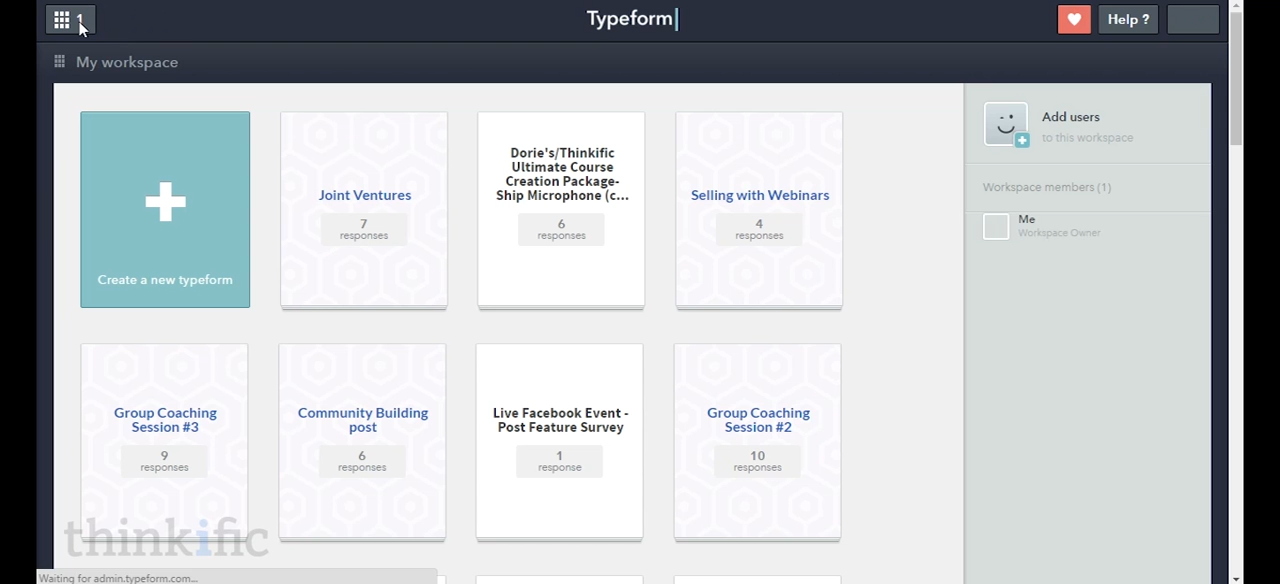 1
Typeform
Help ?
My workspace
Create a new typeform
Joint Ventures
7
responses
Dorie's/Thinkific
Ultimate Course
Creation Package-
Ship Microphone (c...
6
responses
Selling with Webinars
4
responses
Add users
to this workspace
Workspace members (1)
Me
Workspace Owner
Group Coaching
Session #3
9
responses
Community Building
post
6
responses
Live Facebook Event -
Post Feature Survey
1
response
Group Coaching
Session #2
10
responses
thinkific
Waiting for admin.typeform.com...